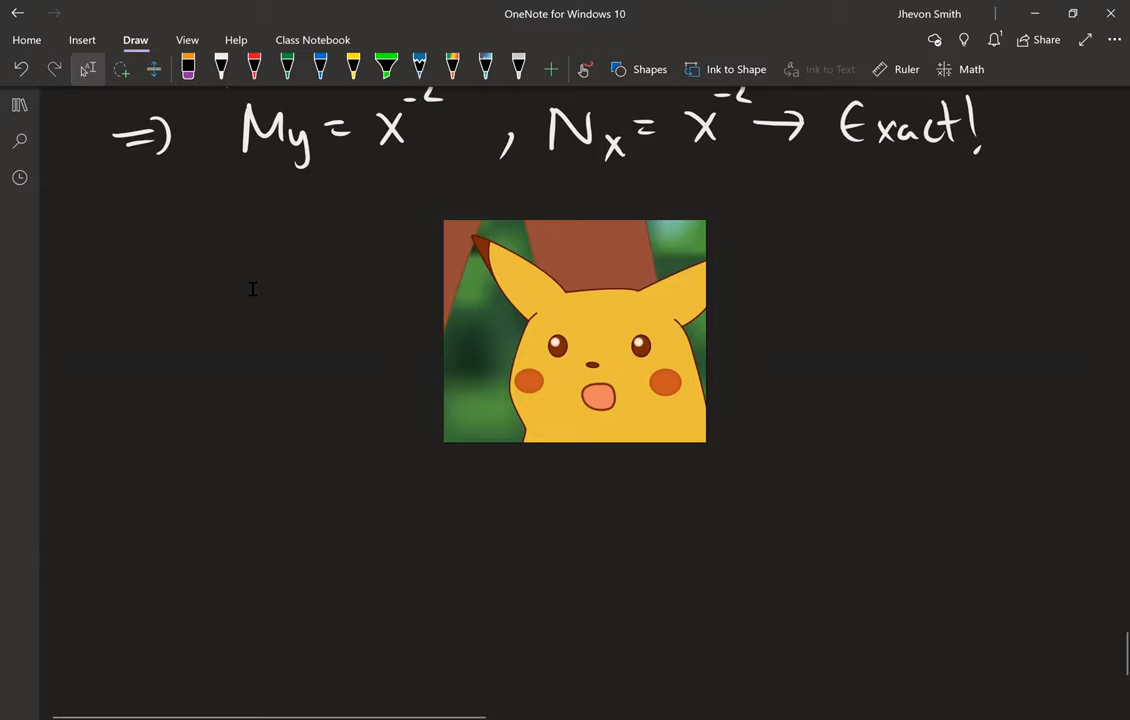 OneNote for Windows 10
Jhevon Smith
Home Insert Draw View Help Class Notebook
Share
Shapes Ink to Shape Ink to Text Ruler Math
=> My = x^-2 , Nx = x^-2 → Exact!